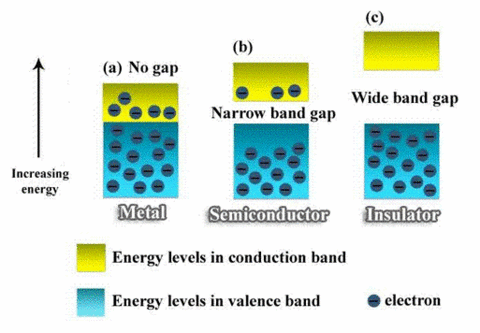 (c)
(b)
(a) No gap
Wide band gap
Narrow band gap
Increasing
energy
Metal
Semiconductor
Insulator
Energy levels in conduction band
Energy levels in valence band
electron